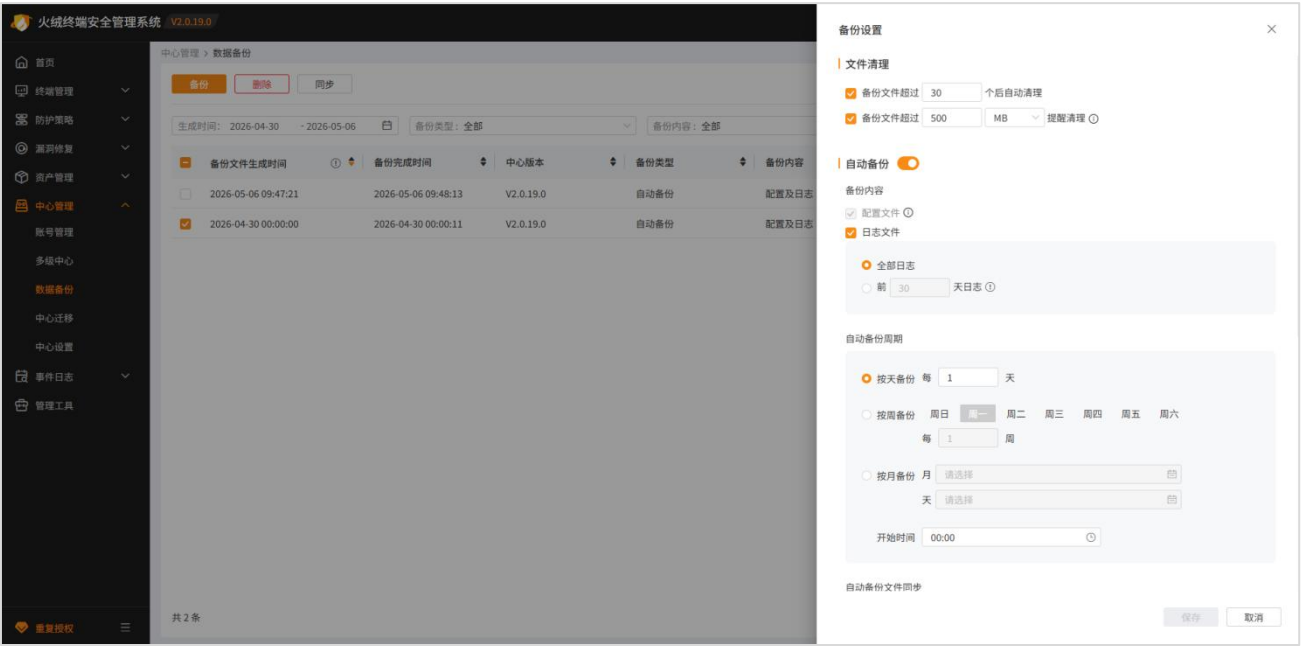 火绒终端安全管理系统 V2.0.19.0
首页
终端管理
防护策略
漏洞修复
资产管理
中心管理
账号管理
多级中心
数据备份
中心迁移
中心设置
事件日志
管理工具
重复授权
中心管理 > 数据备份
备份 删除 同步
生成时间: 2026-04-30 - 2026-05-06 备份类型: 全部 备份内容: 全部
备份文件生成时间 备份完成时间 中心版本 备份类型 备份内容
2026-05-06 09:47:21 2026-05-06 09:48:13 V2.0.19.0 自动备份 配置及日志
2026-04-30 00:00:00 2026-04-30 00:00:11 V2.0.19.0 自动备份 配置及日志
共 2 条
备份设置
文件清理
备份文件超过 30 个后自动清理
备份文件超过 500 MB 提醒清理
自动备份
备份内容
配置文件
日志文件
全部日志
前 30 天日志
自动备份周期
按天备份 每 1 天
按周备份 周日 周一 周二 周三 周四 周五 周六
每 1 周
按月备份 月 请选择
天 请选择
开始时间 00:00
自动备份文件同步
保存 取消